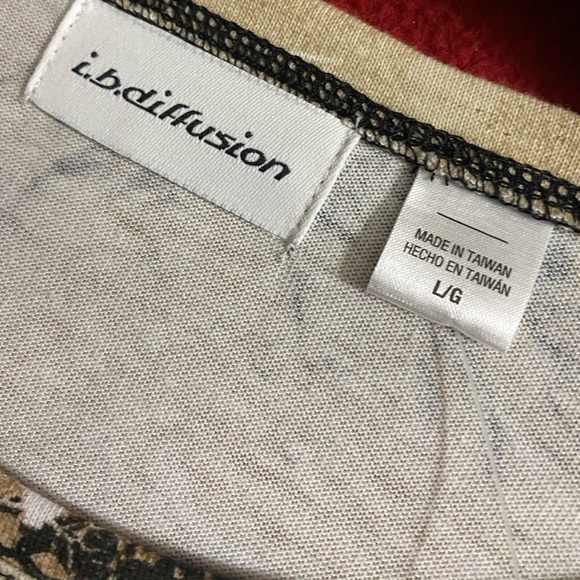 i.b.diffusion
MADE IN TAIWAN
HECHO EN TAIWÁN
L/G